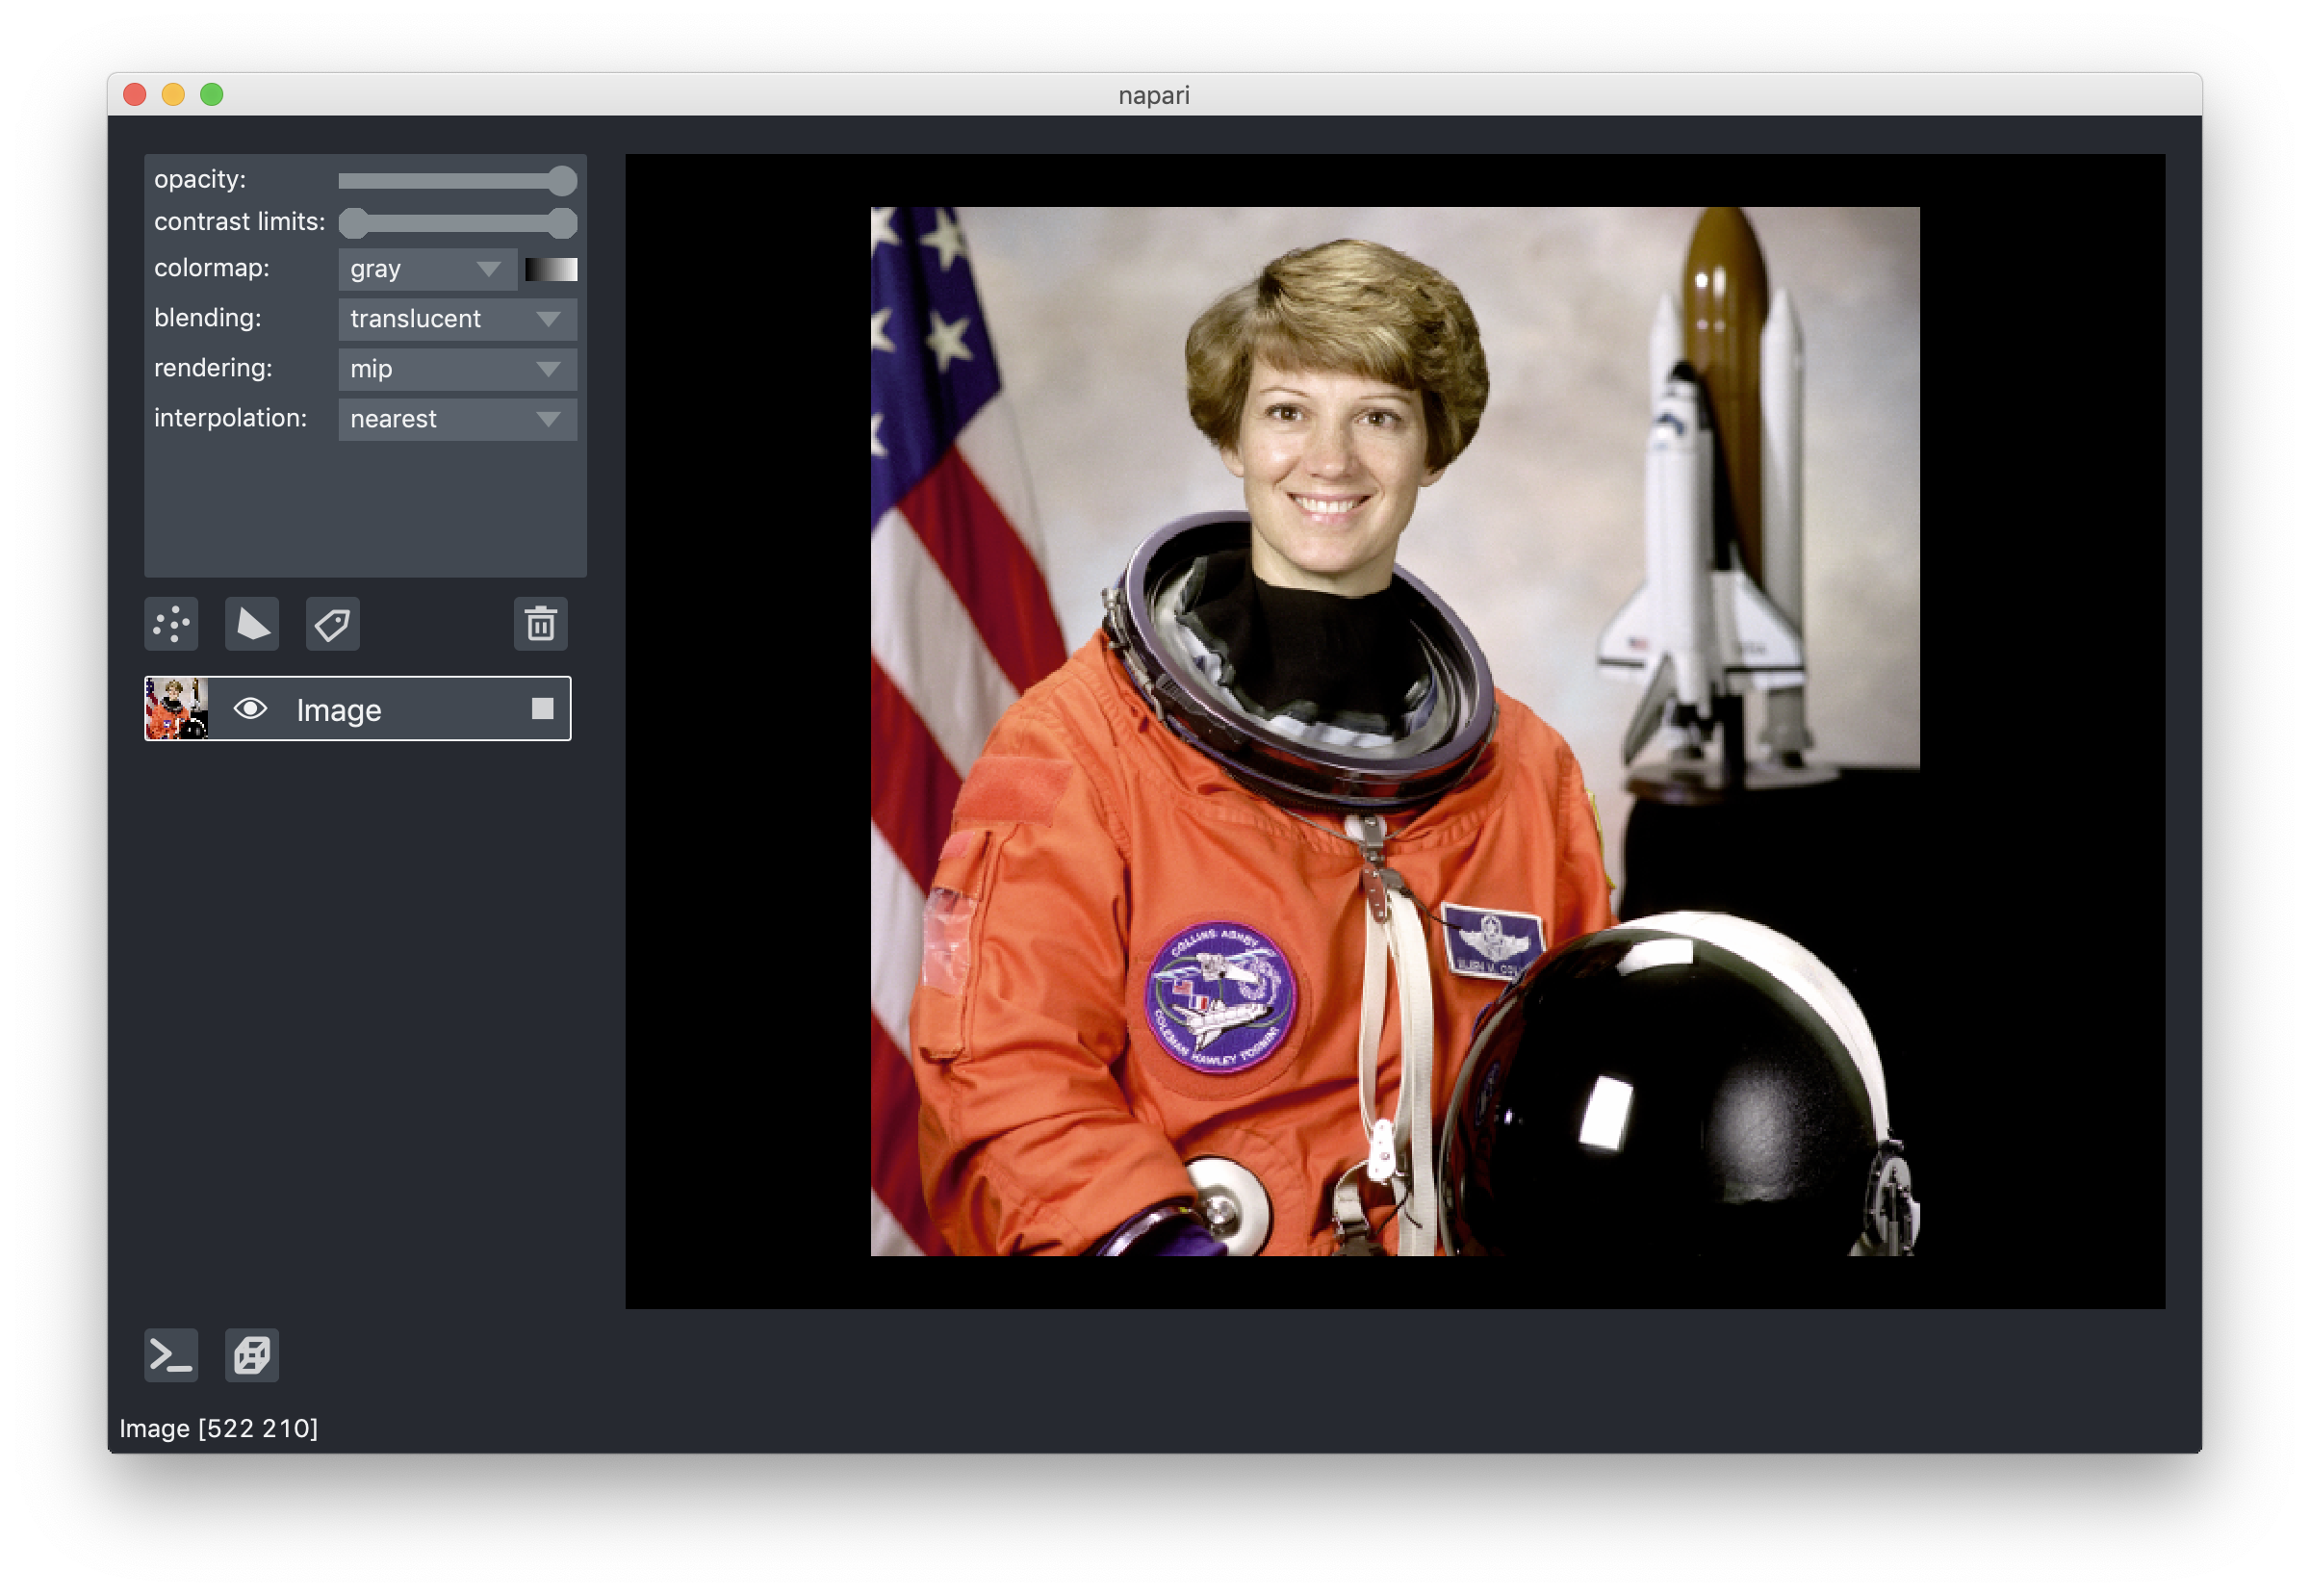 napari
opacity:
contrast limits:
colormap: gray
blending: translucent
rendering: mip
interpolation: nearest
Image
COLLINS ASHBY
COLEMAN HAWLEY TOGNINI
Image [522 210]